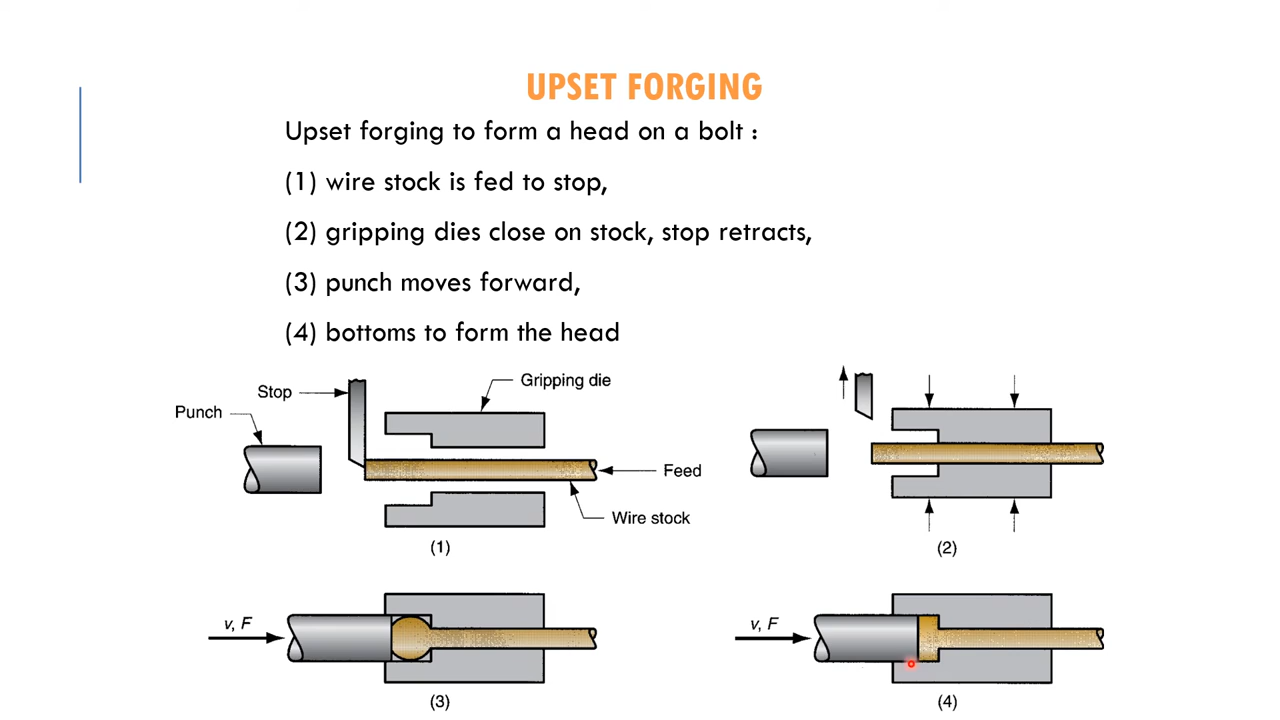 UPSET FORGING
Upset forging to form a head on a bolt :
(1) wire stock is fed to stop,
(2) gripping dies close on stock, stop retracts,
(3) punch moves forward,
(4) bottoms to form the head
Gripping die
Stop
Punch
Feed
Wire stock
(1)
(2)
v, F
(3)
v, F
(4)